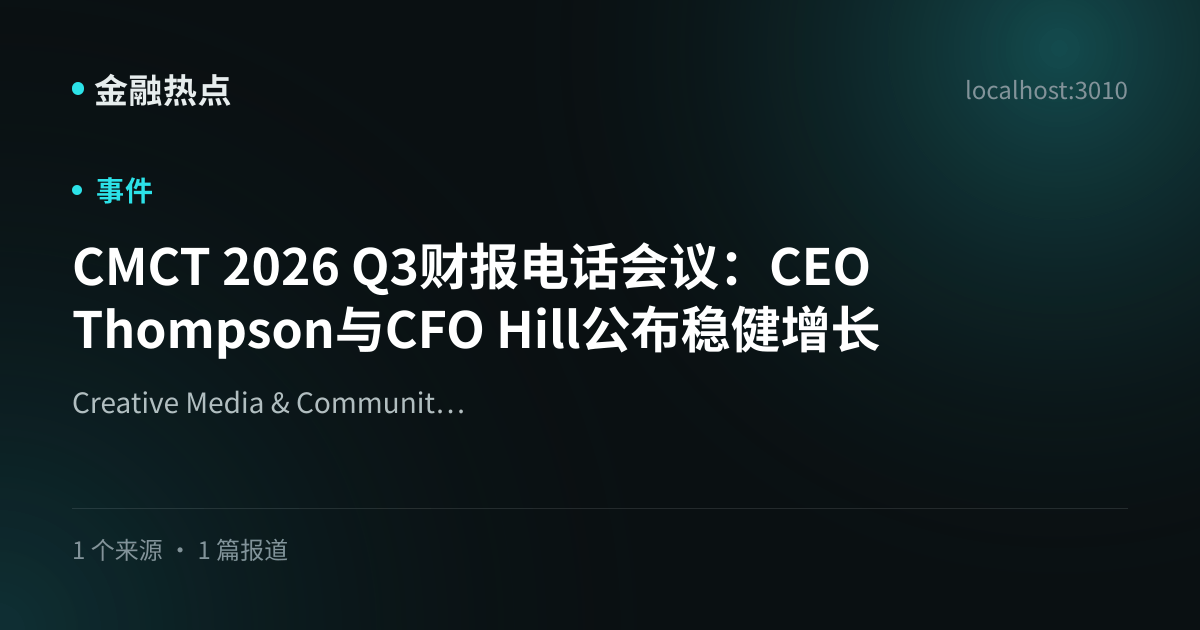 金融热点
localhost:3010
事件
CMCT 2026 Q3财报电话会议：CEO
Thompson与CFO Hill公布稳健增长
Creative Media & Communit…
1 个来源 · 1 篇报道